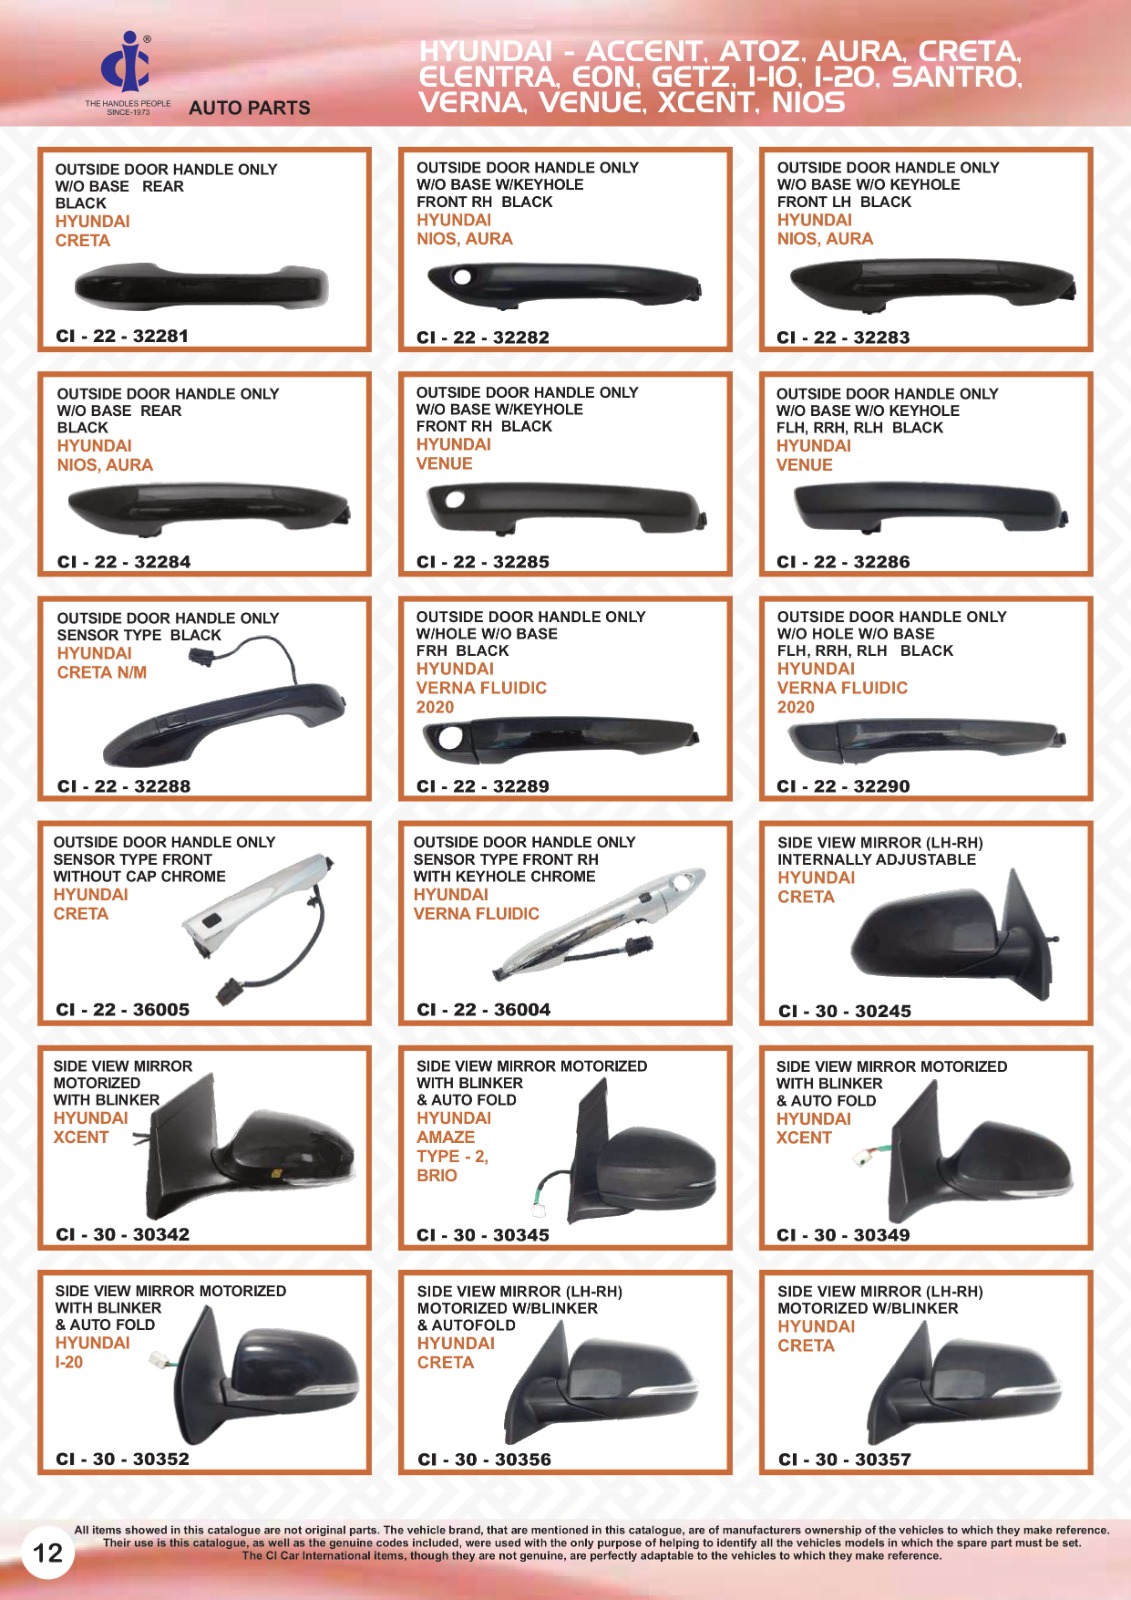 ®
THE HANDLES PEOPLE
SINCE-1973
AUTO PARTS
HYUNDAI - ACCENT, ATOZ, AURA, CRETA,
ELENTRA, EON, GETZ, I-10, I-20, SANTRO,
VERNA, VENUE, XCENT, NIOS
OUTSIDE DOOR HANDLE ONLY
W/O BASE REAR
BLACK
HYUNDAI
CRETA
CI - 22 - 32281
OUTSIDE DOOR HANDLE ONLY
W/O BASE W/KEYHOLE
FRONT RH BLACK
HYUNDAI
NIOS, AURA
CI - 22 - 32282
OUTSIDE DOOR HANDLE ONLY
W/O BASE W/O KEYHOLE
FRONT LH BLACK
HYUNDAI
NIOS, AURA
CI - 22 - 32283
OUTSIDE DOOR HANDLE ONLY
W/O BASE REAR
BLACK
HYUNDAI
NIOS, AURA
CI - 22 - 32284
OUTSIDE DOOR HANDLE ONLY
W/O BASE W/KEYHOLE
FRONT RH BLACK
HYUNDAI
VENUE
CI - 22 - 32285
OUTSIDE DOOR HANDLE ONLY
W/O BASE W/O KEYHOLE
FLH, RRH, RLH BLACK
HYUNDAI
VENUE
CI - 22 - 32286
OUTSIDE DOOR HANDLE ONLY
SENSOR TYPE BLACK
HYUNDAI
CRETA N/M
CI - 22 - 32288
OUTSIDE DOOR HANDLE ONLY
W/HOLE W/O BASE
FRH BLACK
HYUNDAI
VERNA FLUIDIC
2020
CI - 22 - 32289
OUTSIDE DOOR HANDLE ONLY
W/O HOLE W/O BASE
FLH, RRH, RLH BLACK
HYUNDAI
VERNA FLUIDIC
2020
CI - 22 - 32290
OUTSIDE DOOR HANDLE ONLY
SENSOR TYPE FRONT
WITHOUT CAP CHROME
HYUNDAI
CRETA
CI - 22 - 36005
OUTSIDE DOOR HANDLE ONLY
SENSOR TYPE FRONT RH
WITH KEYHOLE CHROME
HYUNDAI
VERNA FLUIDIC
CI - 22 - 36004
SIDE VIEW MIRROR (LH-RH)
INTERNALLY ADJUSTABLE
HYUNDAI
CRETA
CI - 30 - 30245
SIDE VIEW MIRROR
MOTORIZED
WITH BLINKER
HYUNDAI
XCENT
CI - 30 - 30342
SIDE VIEW MIRROR MOTORIZED
WITH BLINKER
& AUTO FOLD
HYUNDAI
AMAZE
TYPE - 2,
BRIO
CI - 30 - 30345
SIDE VIEW MIRROR MOTORIZED
WITH BLINKER
& AUTO FOLD
HYUNDAI
XCENT
CI - 30 - 30349
SIDE VIEW MIRROR MOTORIZED
WITH BLINKER
& AUTO FOLD
HYUNDAI
I-20
CI - 30 - 30352
SIDE VIEW MIRROR (LH-RH)
MOTORIZED W/BLINKER
& AUTOFOLD
HYUNDAI
CRETA
CI - 30 - 30356
SIDE VIEW MIRROR (LH-RH)
MOTORIZED W/BLINKER
HYUNDAI
CRETA
CI - 30 - 30357
12
All items showed in this catalogue are not original parts. The vehicle brand, that are mentioned in this catalogue, are of manufacturers ownership of the vehicles to which they make reference.
Their use is this catalogue, as well as the genuine codes included, were used with the only purpose of helping to identify all the vehicles models in which the spare part must be set.
The CI Car International items, though they are not genuine, are perfectly adaptable to the vehicles to which they make reference.